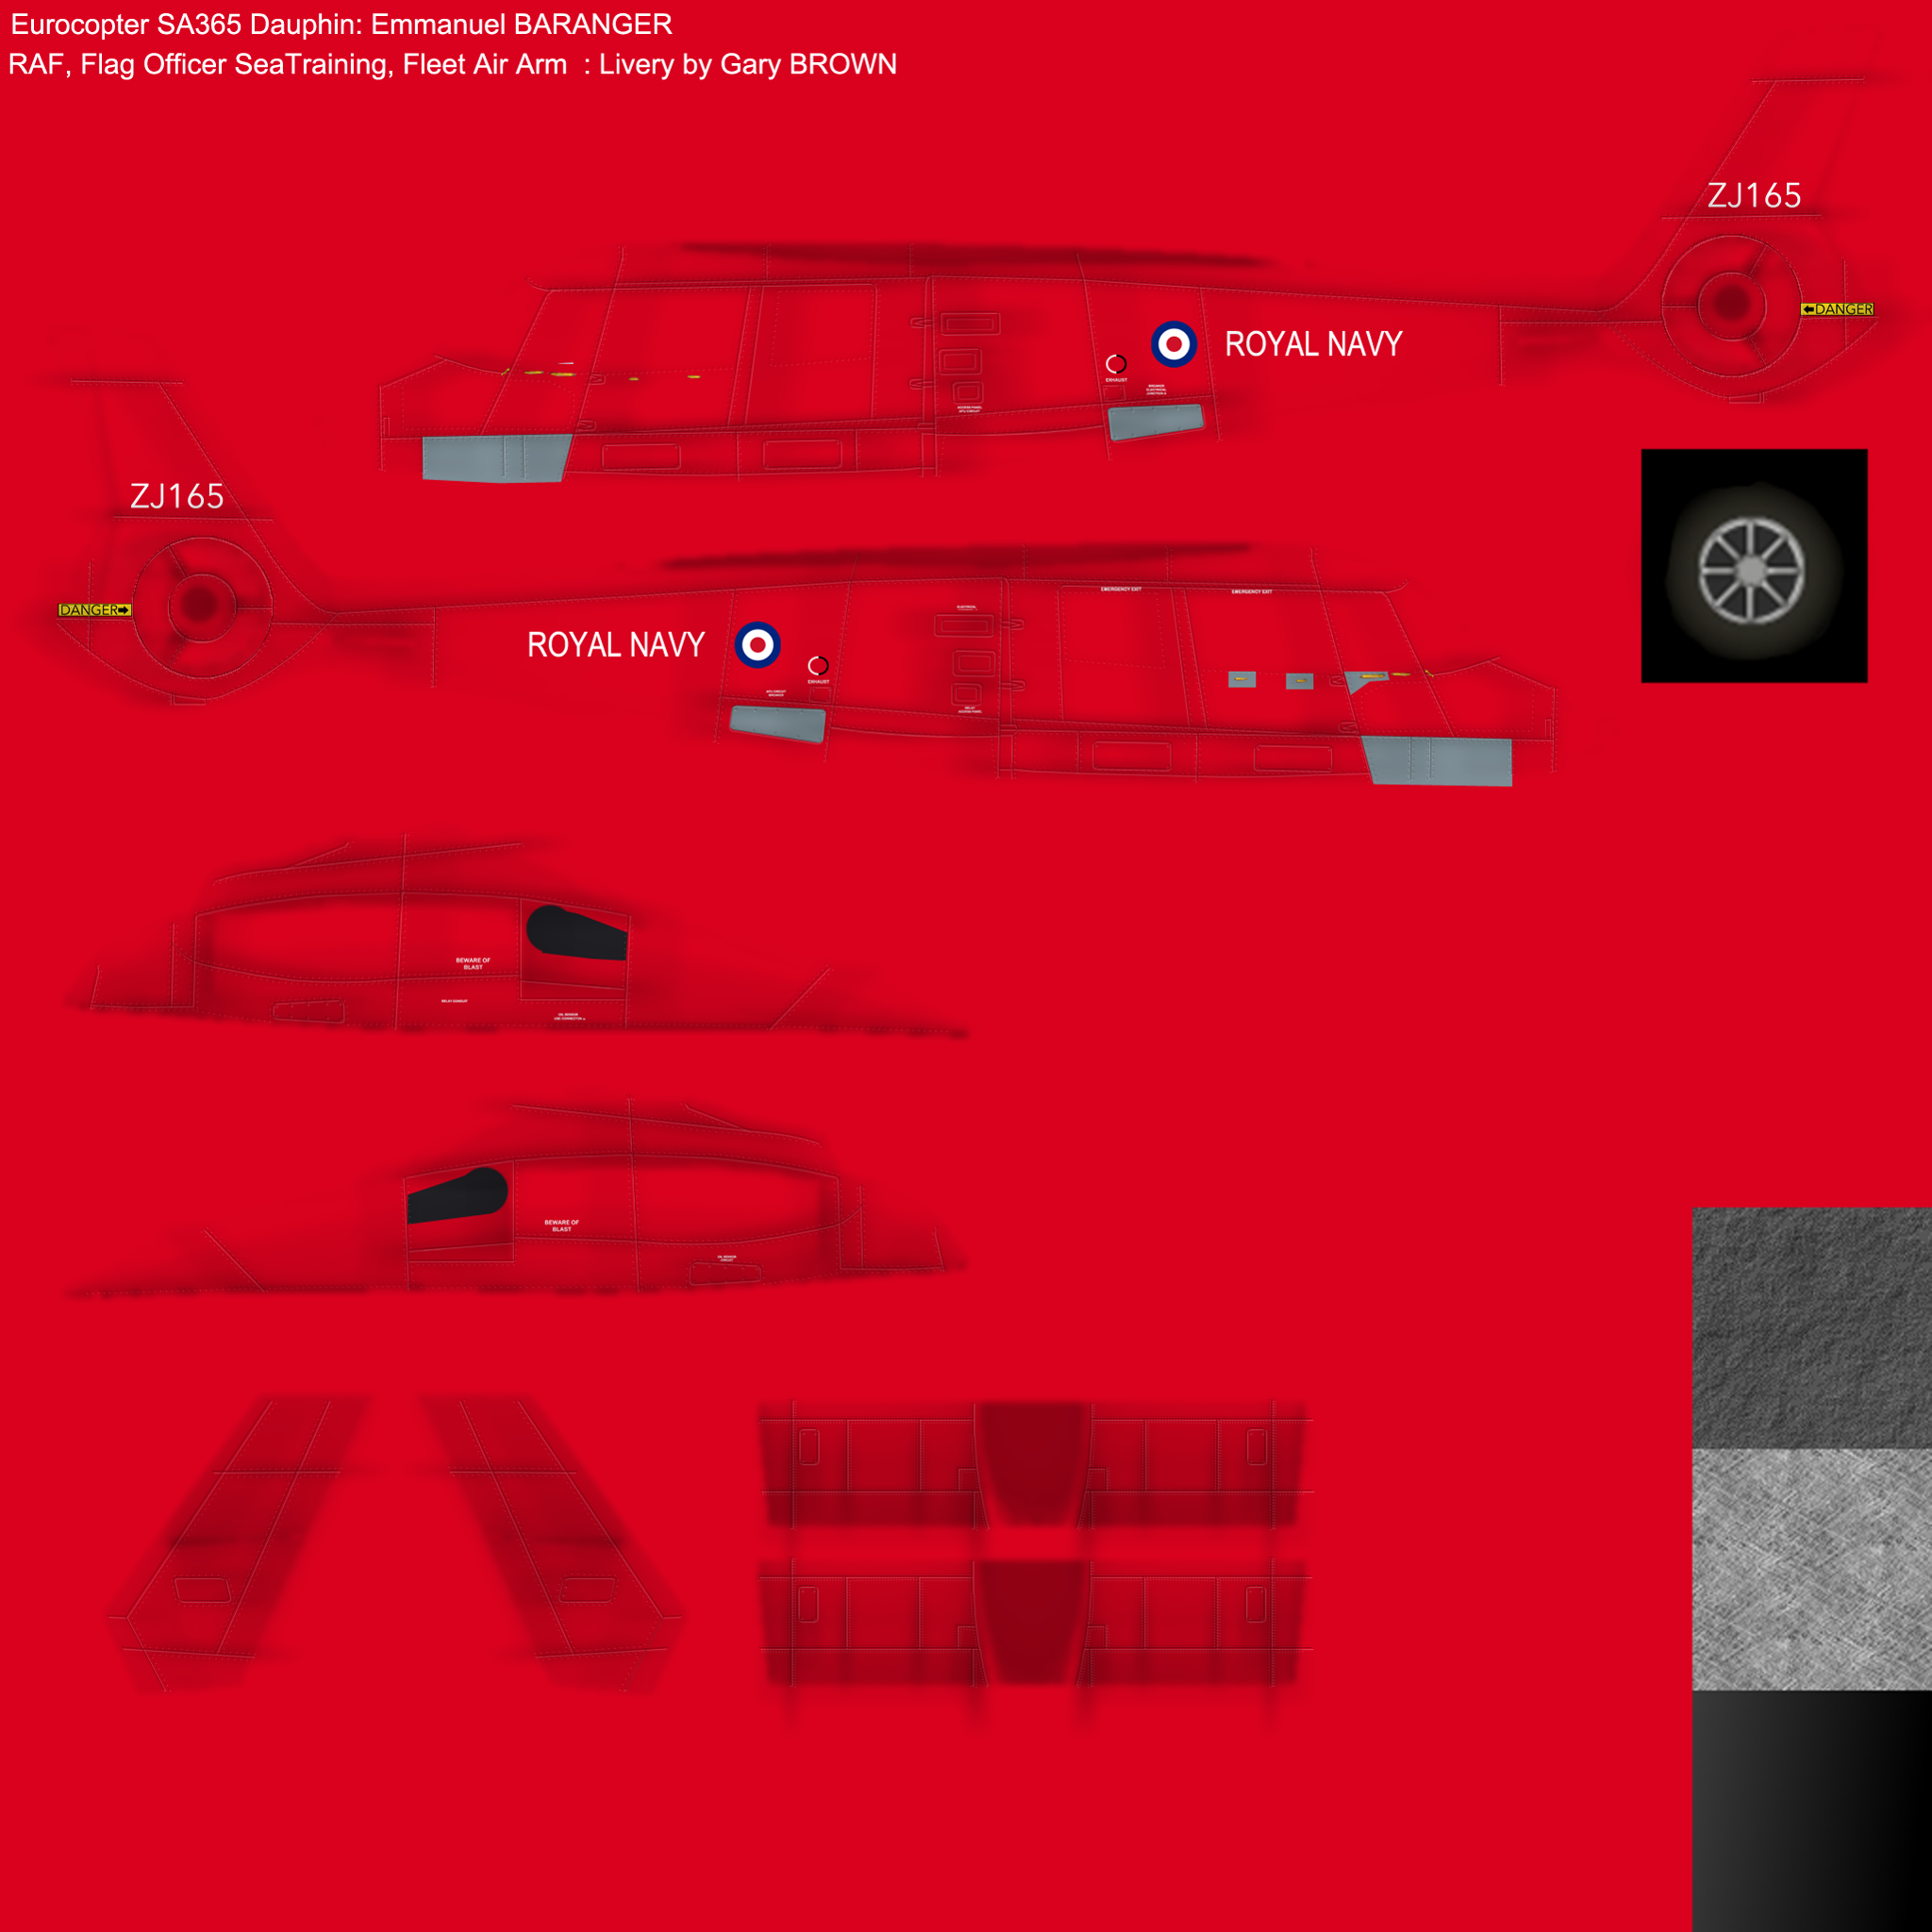 Eurocopter SA365 Dauphin: Emmanuel BARANGER
RAF, Flag Officer SeaTraining, Fleet Air Arm : Livery by Gary BROWN
ZJ165
←DANGER
ROYAL NAVY
EXHAUST
ZJ165
EMERGENCY EXIT
EMERGENCY EXIT
DANGER→
ROYAL NAVY
EXHAUST
BEWARE OF
BLAST
BEWARE OF
BLAST